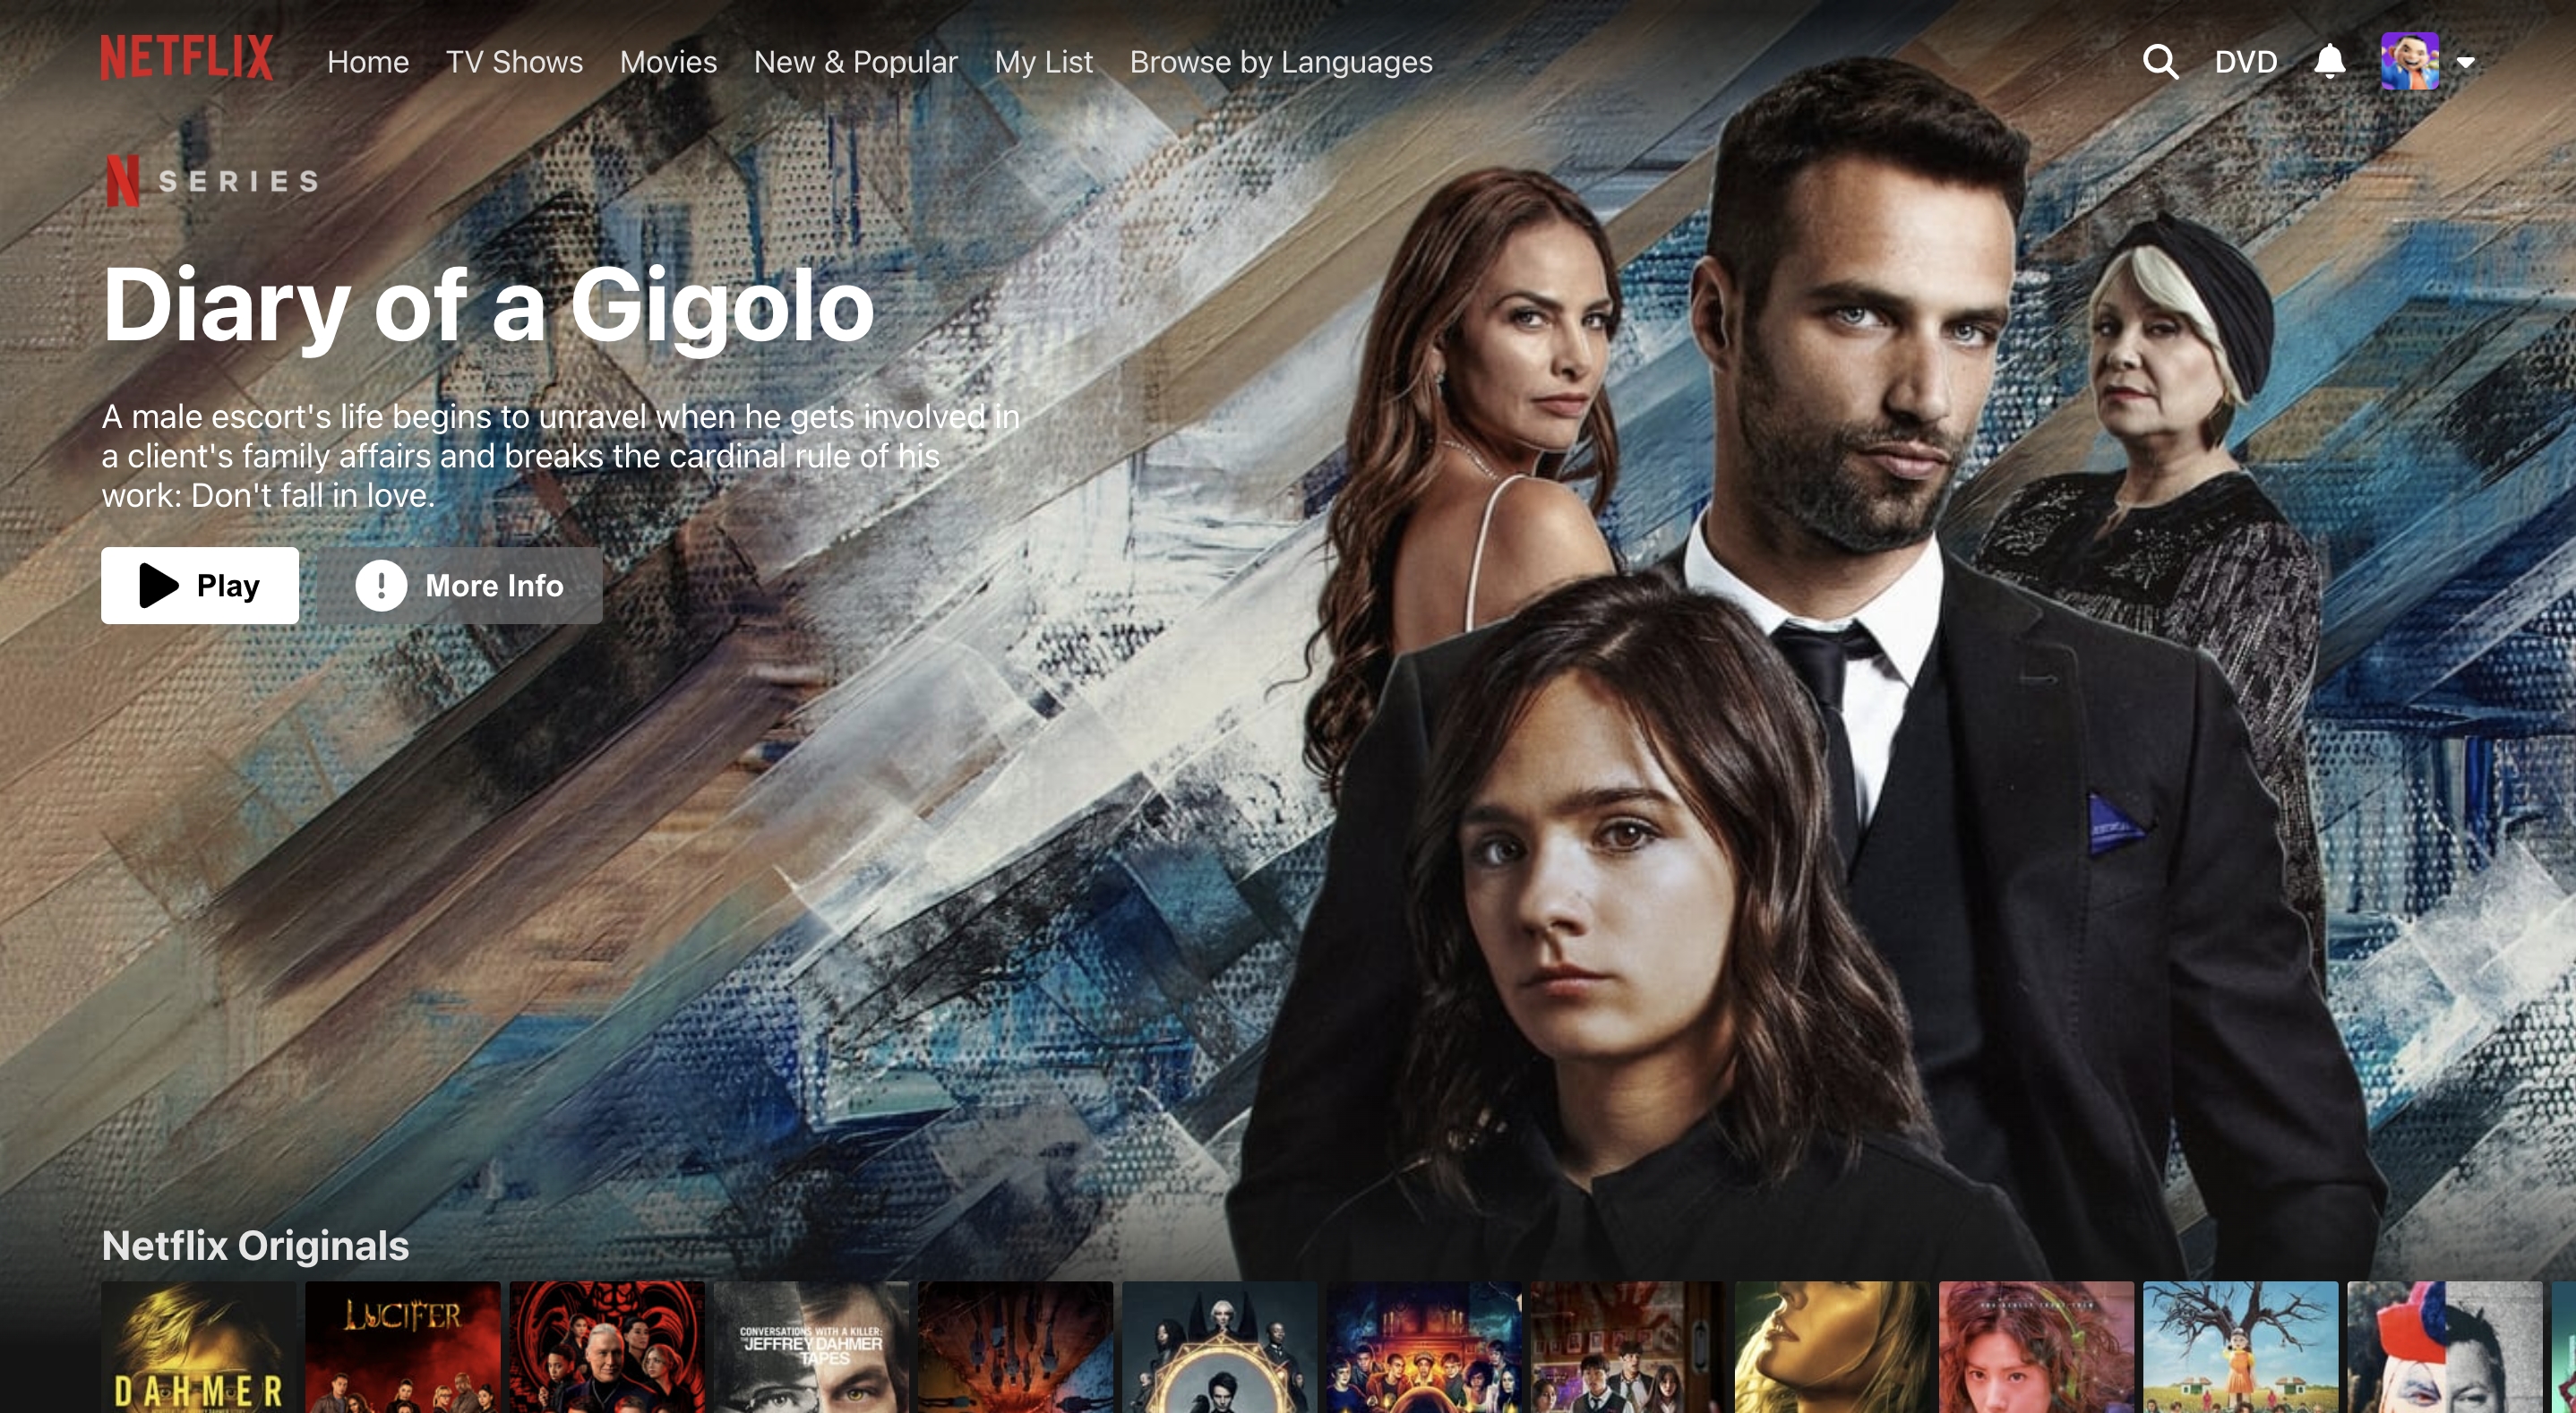 NETFLIX Home TV Shows Movies New & Popular My List Browse by Languages DVD
N SERIES
Diary of a Gigolo
A male escort's life begins to unravel when he gets involved in
a client's family affairs and breaks the cardinal rule of his
work: Don't fall in love.
Play ! More Info
Netflix Originals
LUCIFER
CONVERSATIONS WITH A KILLER:
THE JEFFREY DAHMER
TAPES
DAHMER